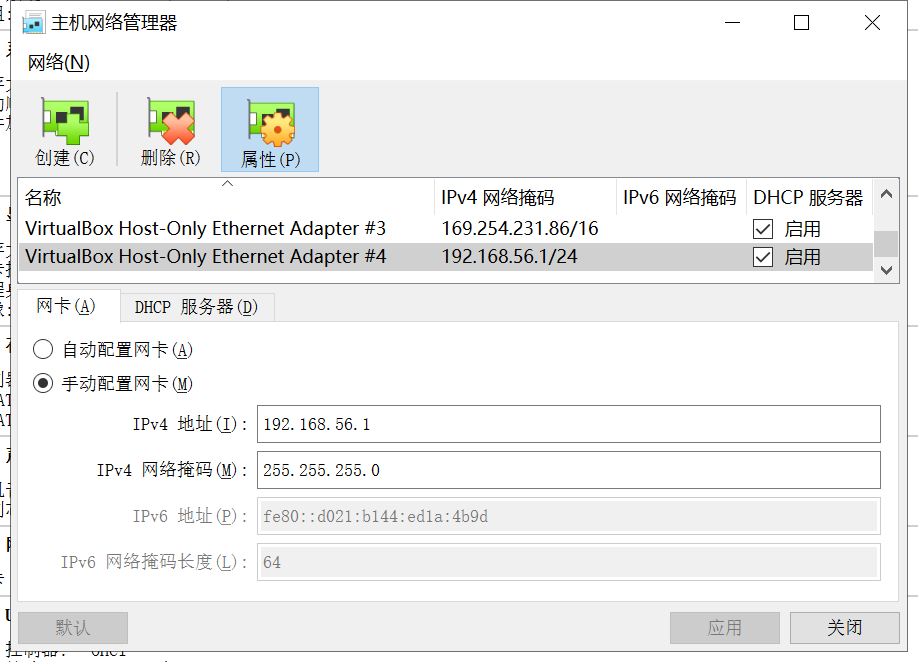 主机网络管理器
网络(N)
创建(C) 删除(R) 属性(P)
名称 IPv4 网络掩码 IPv6 网络掩码 DHCP 服务器
VirtualBox Host-Only Ethernet Adapter #3 169.254.231.86/16 启用
VirtualBox Host-Only Ethernet Adapter #4 192.168.56.1/24 启用
网卡(A) DHCP 服务器(D)
自动配置网卡(A)
手动配置网卡(M)
IPv4 地址(I): 192.168.56.1
IPv4 网络掩码(M): 255.255.255.0
IPv6 地址(P): fe80::d021:b144:ed1a:4b9d
IPv6 网络掩码长度(L): 64
默认 应用 关闭